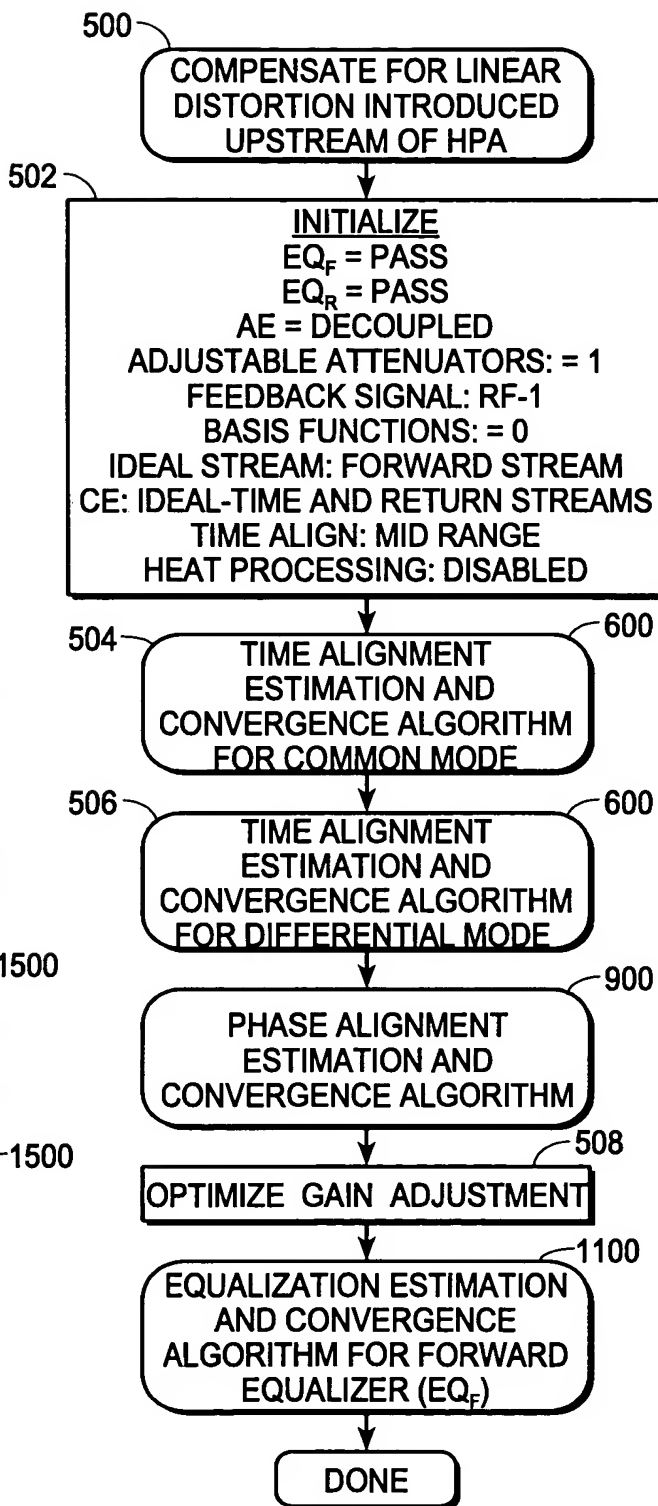 500
COMPENSATE FOR LINEAR
DISTORTION INTRODUCED
UPSTREAM OF HPA
502
INITIALIZE
EQF = PASS
EQR = PASS
AE = DECOUPLED
ADJUSTABLE ATTENUATORS: = 1
FEEDBACK SIGNAL: RF-1
BASIS FUNCTIONS: = 0
IDEAL STREAM: FORWARD STREAM
CE: IDEAL-TIME AND RETURN STREAMS
TIME ALIGN: MID RANGE
HEAT PROCESSING: DISABLED
504
600
TIME ALIGNMENT
ESTIMATION AND
CONVERGENCE ALGORITHM
FOR COMMON MODE
506
600
TIME ALIGNMENT
ESTIMATION AND
CONVERGENCE ALGORITHM
FOR DIFFERENTIAL MODE
1500
900
PHASE ALIGNMENT
ESTIMATION AND
CONVERGENCE ALGORITHM
1500
508
OPTIMIZE GAIN ADJUSTMENT
1100
EQUALIZATION ESTIMATION
AND CONVERGENCE
ALGORITHM FOR FORWARD
EQUALIZER (EQF)
DONE